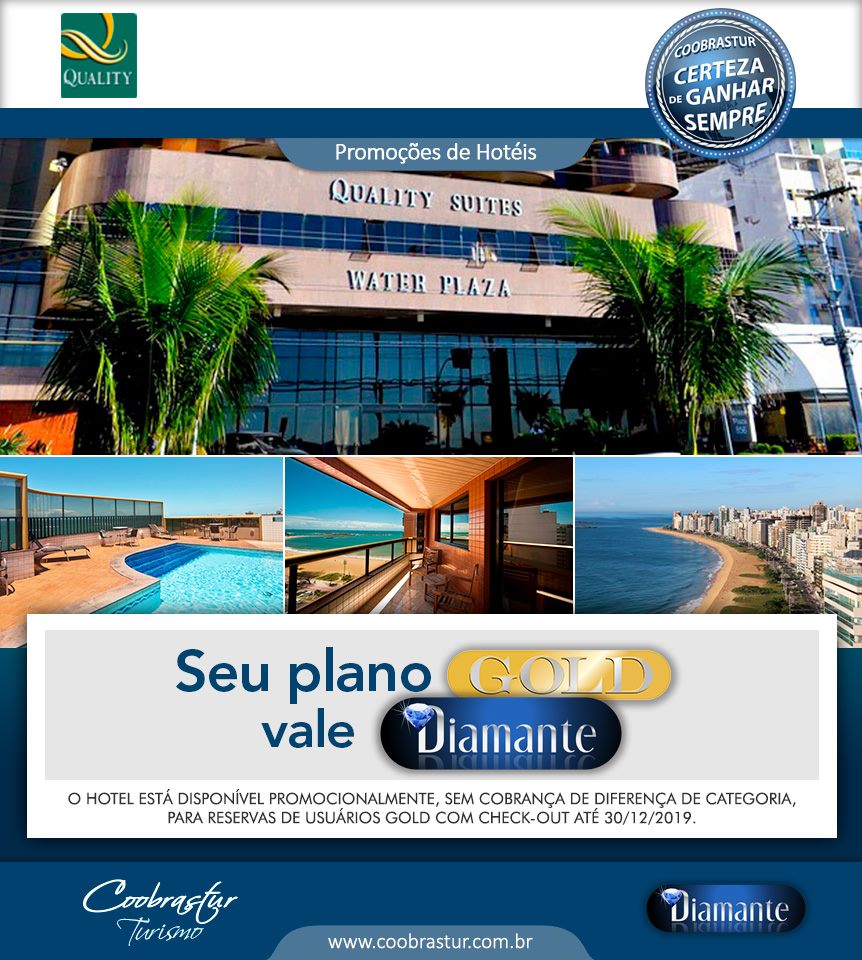 QUALITY
COOBRASTUR
CERTEZA
DE GANHAR
SEMPRE
Promoções de Hotéis
QUALITY SUITES
WATER PLAZA
Plaza
856
Seu plano GOLD
vale Diamante
O HOTEL ESTÁ DISPONÍVEL PROMOCIONALMENTE, SEM COBRANÇA DE DIFERENÇA DE CATEGORIA,
PARA RESERVAS DE USUÁRIOS GOLD COM CHECK-OUT ATÉ 30/12/2019.
Coobrastur
Turismo
Diamante
www.coobrastur.com.br